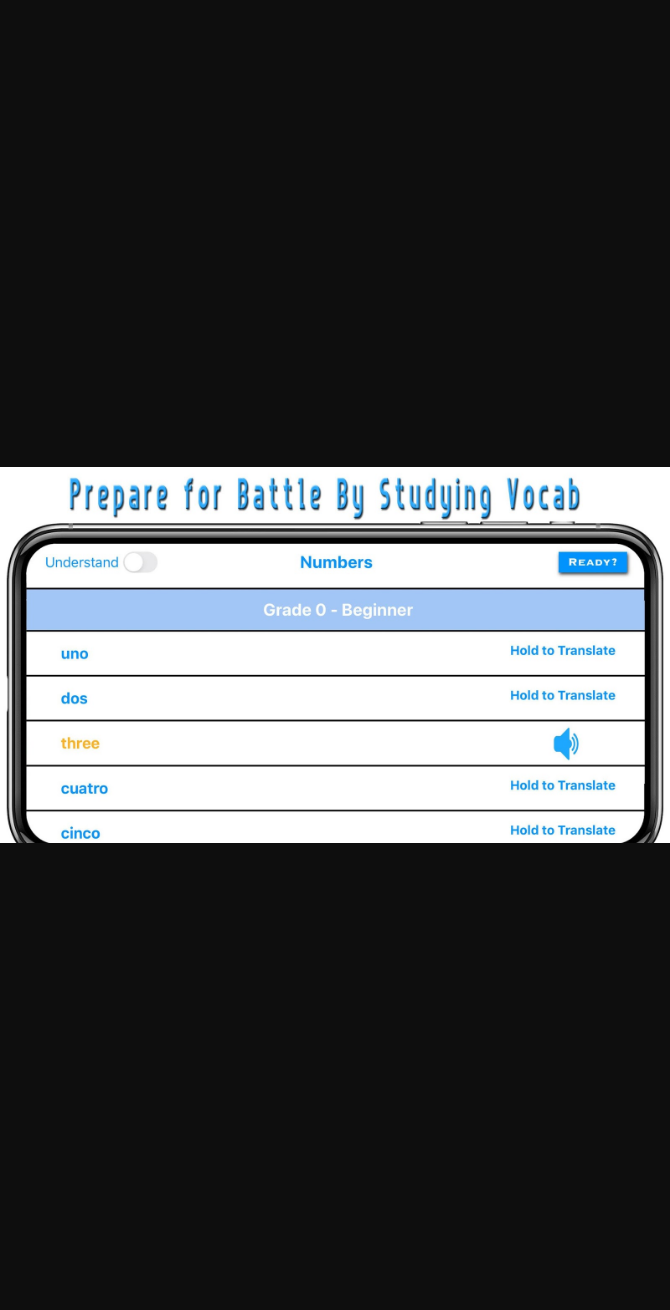 Prepare for Battle By Studying Vocab
Understand Numbers READY?
Grade 0 - Beginner
uno Hold to Translate
dos Hold to Translate
three
cuatro Hold to Translate
cinco Hold to Translate